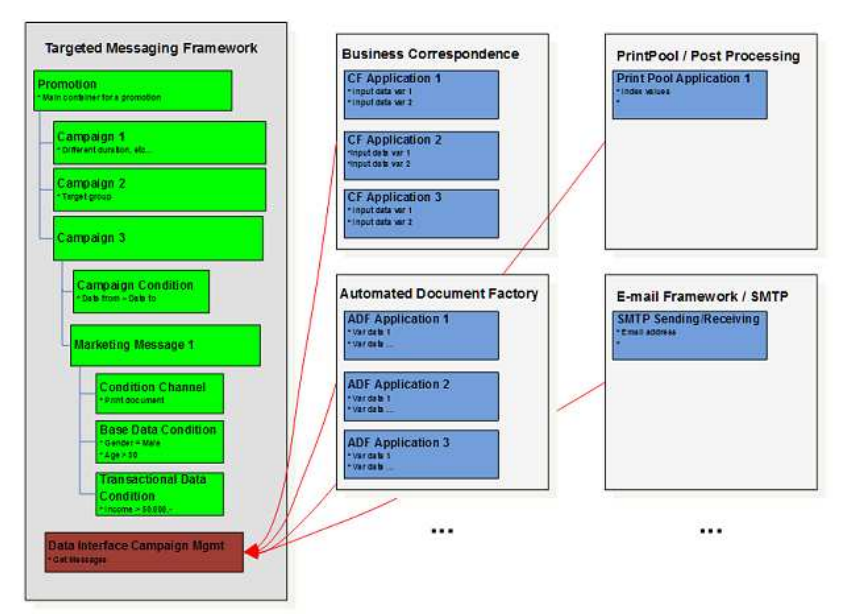 Targeted Messaging Framework
Promotion
* Main container for a promotion
Campaign 1
* Different duration, etc...
Campaign 2
* Target group
Campaign 3
Campaign Condition
* Date from - Date to
Marketing Message 1
Condition Channel
* Print document
Base Data Condition
* Gender = Male
* Age > 50
Transactional Data
Condition
* Income > 50.000,-
Data Interface Campaign Mgmt
* Get Messages
Business Correspondence
CF Application 1
* Input data var 1
* Input data var 2
CF Application 2
*Input data var 1
*Input data var 2
CF Application 3
* Input data var 1
* Input data var 2
Automated Document Factory
ADF Application 1
* Var data 1
* Var data ...
ADF Application 2
* Var data 1
* Var data ...
ADF Application 3
* Var data 1
* Var data ...
...
PrintPool / Post Processing
Print Pool Application 1
* Index values
*
E-mail Framework / SMTP
SMTP Sending/Receiving
* Email address
*
...